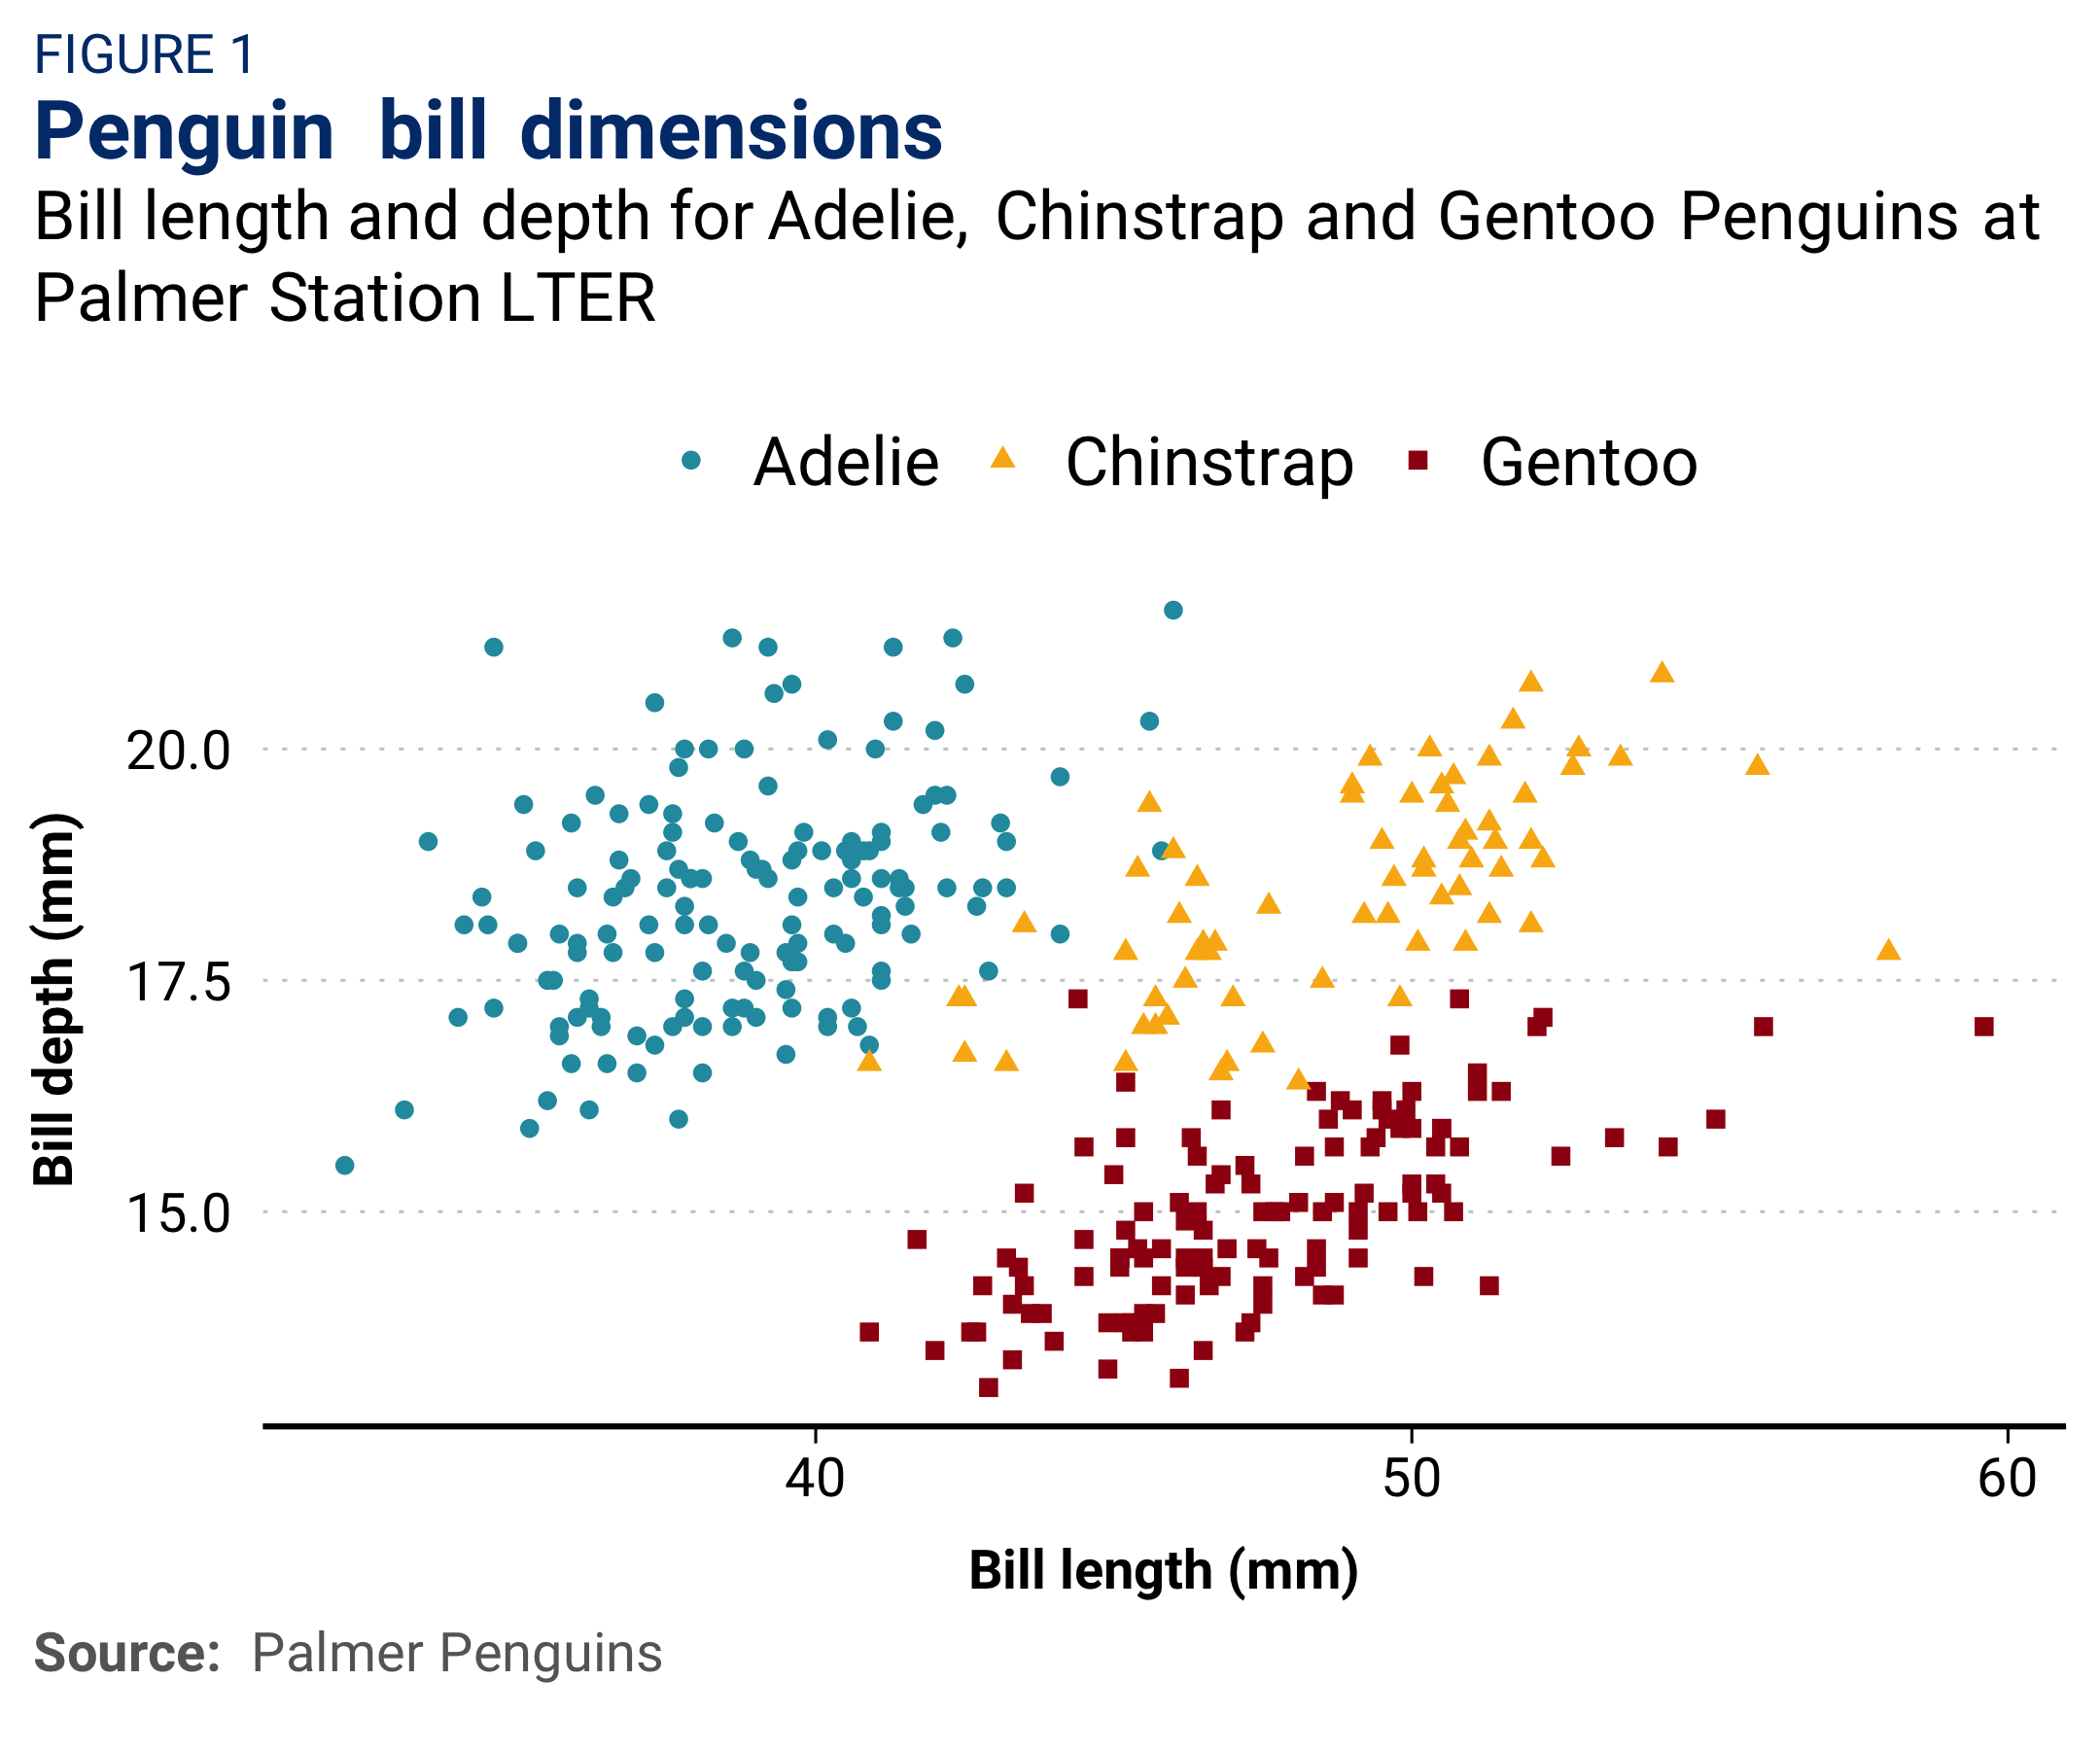 FIGURE 1
Penguin bill dimensions
Bill length and depth for Adelie, Chinstrap and Gentoo Penguins at
Palmer Station LTER
Adelie Chinstrap Gentoo
20.0
17.5
15.0
Bill depth (mm)
40 50 60
Bill length (mm)
Source: Palmer Penguins